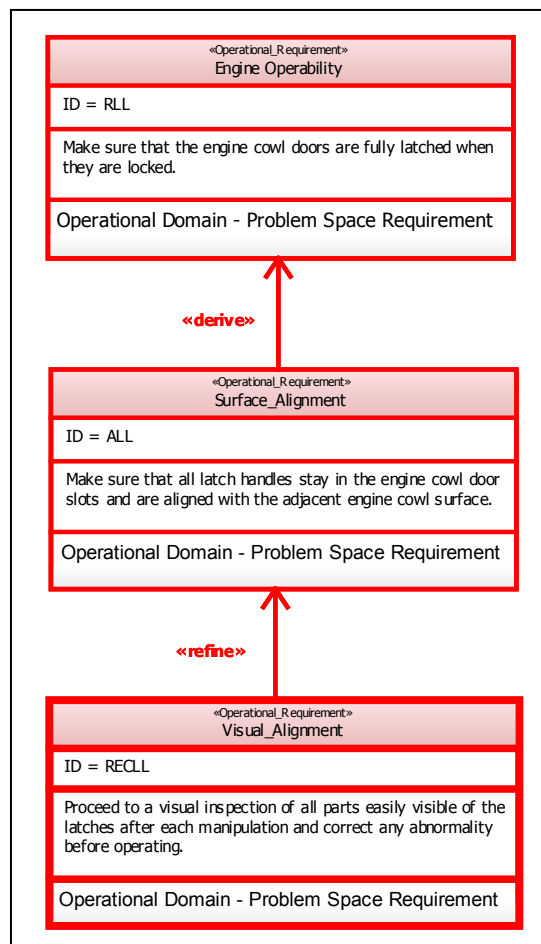 «Operational_Requirement»
Engine Operability
ID = RLL
Make sure that the engine cowl doors are fully latched when
they are locked.
Operational Domain - Problem Space Requirement
«derive»
«Operational_Requirement»
Surface_Alignment
ID = ALL
Make sure that all latch handles stay in the engine cowl door
slots and are aligned with the adjacent engine cowl surface.
Operational Domain - Problem Space Requirement
«refine»
«Operational_Requirement»
Visual_Alignment
ID = RECLL
Proceed to a visual inspection of all parts easily visible of the
latches after each manipulation and correct any abnormality
before operating.
Operational Domain - Problem Space Requirement